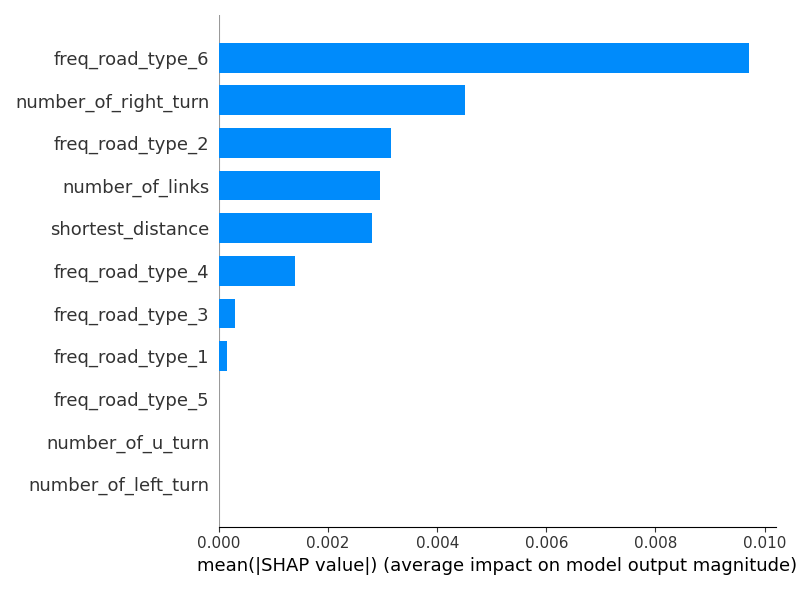 freq_road_type_6
number_of_right_turn
freq_road_type_2
number_of_links
shortest_distance
freq_road_type_4
freq_road_type_3
freq_road_type_1
freq_road_type_5
number_of_u_turn
number_of_left_turn
0.000 0.002 0.004 0.006 0.008 0.010
mean(|SHAP value|) (average impact on model output magnitude)